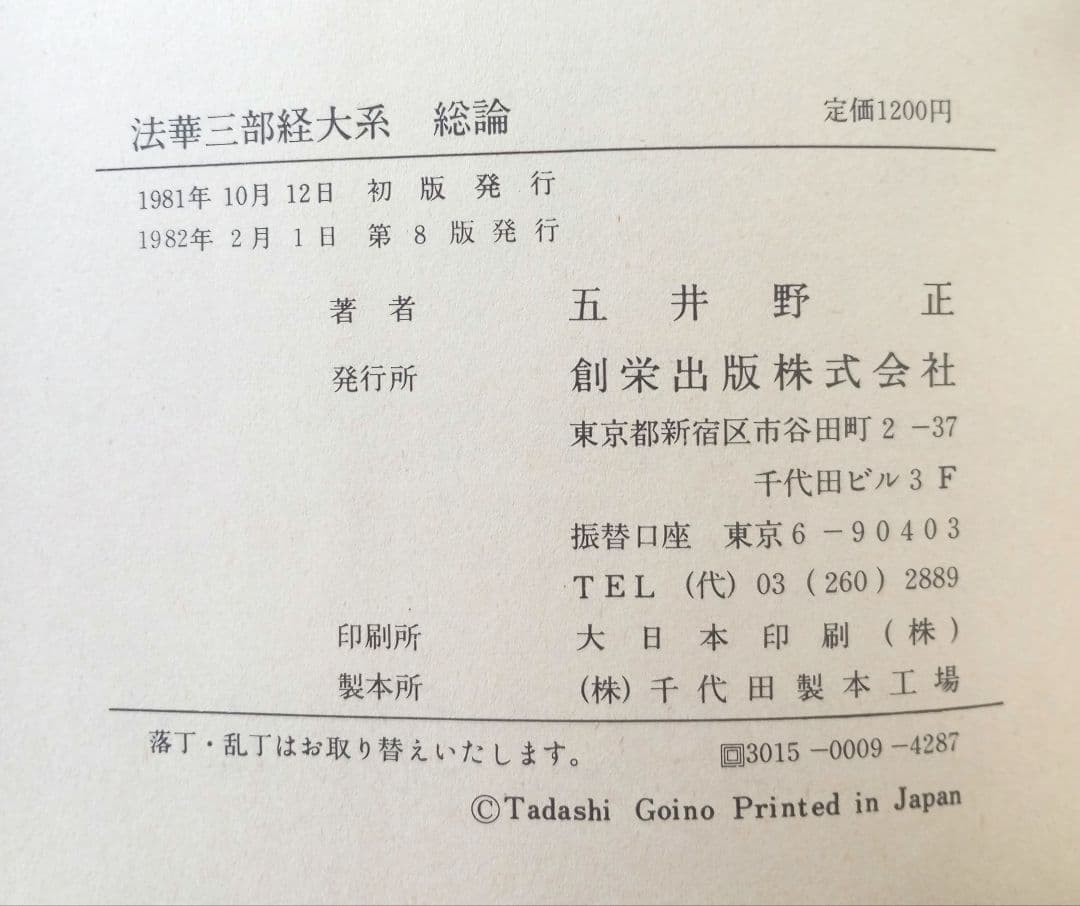 法華三部経大系 総論 定価1200円
1981年 10月 12日 初版発行
1982年 2月 1日 第8版発行
著者 五井野正
発行所 創栄出版株式会社
東京都新宿区市谷田町2-37
千代田ビル3F
振替口座 東京6-90403
TEL (代) 03 (260) 2889
印刷所 大日本印刷(株)
製本所 (株)千代田製本工場
落丁・乱丁はお取り替えいたします。 回3015-0009-4287
©Tadashi Goino Printed in Japan